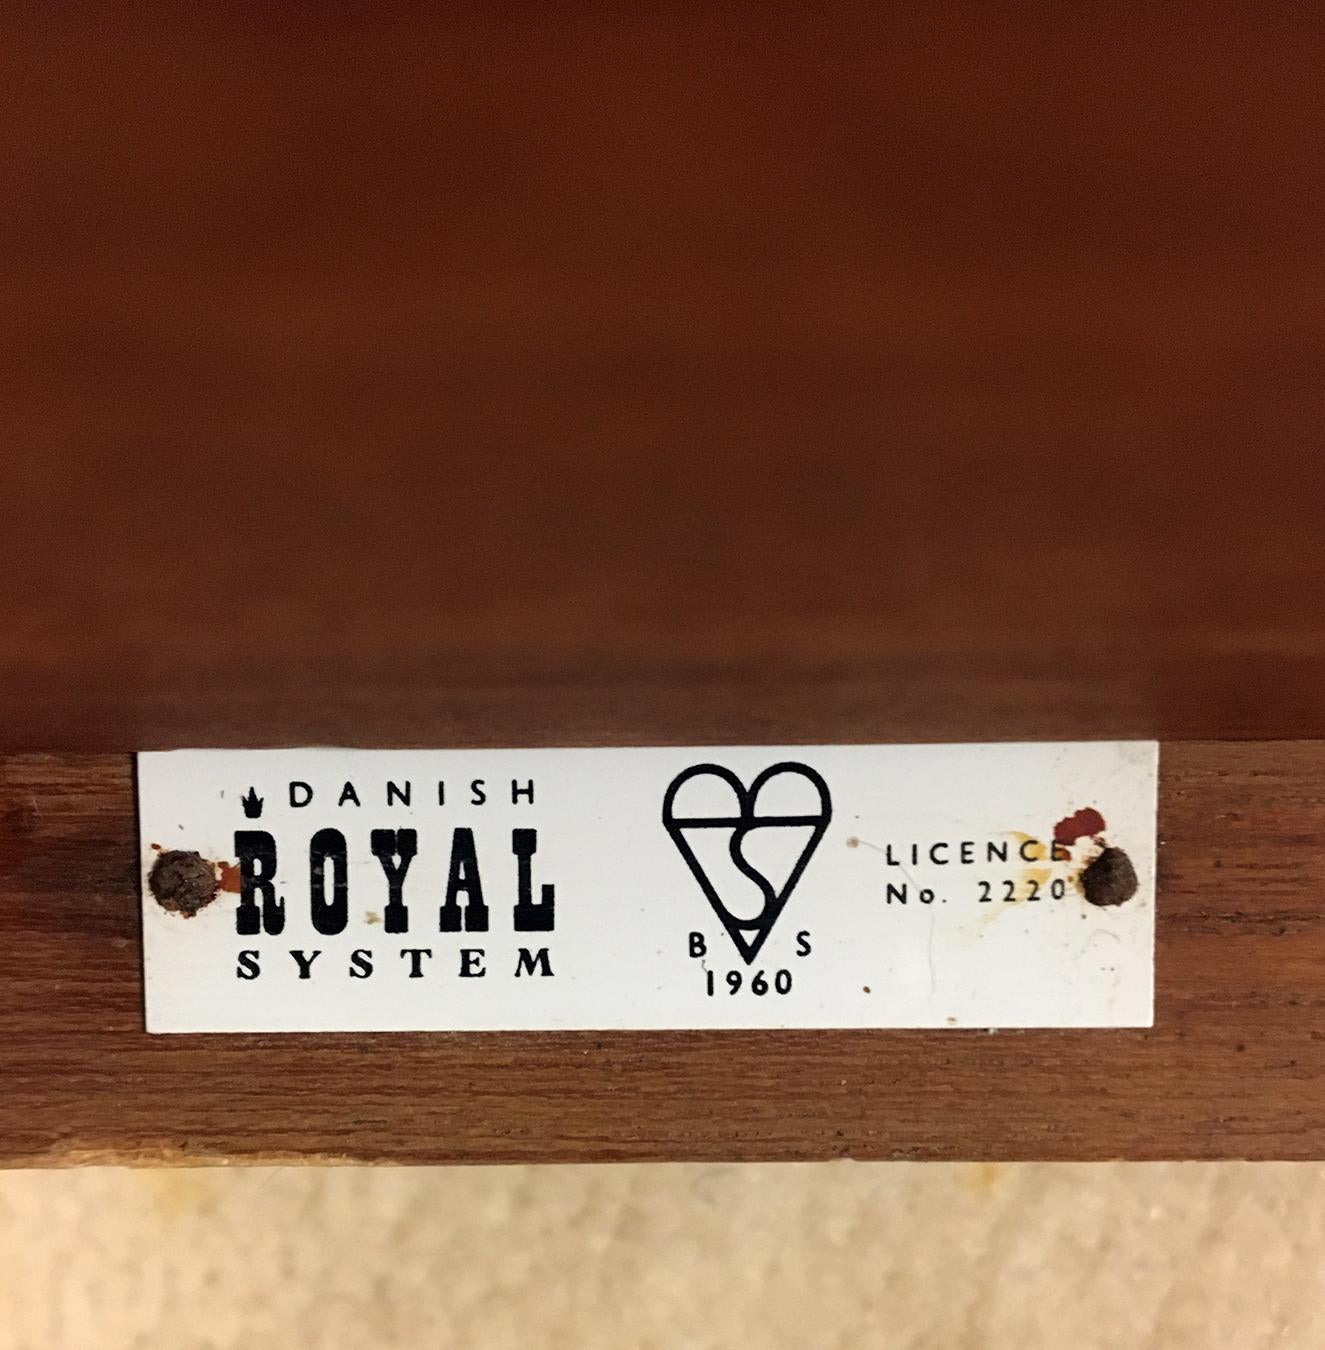 DANISH
ROYAL
SYSTEM
B S
1960
LICENCE
No. 2220